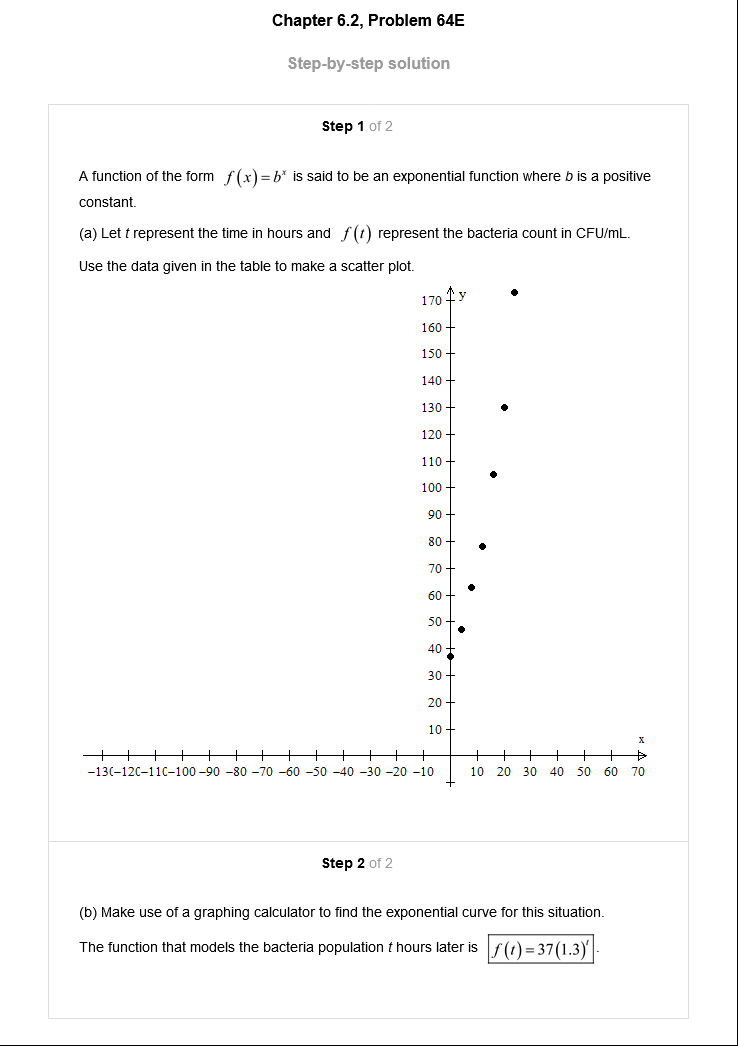 Chapter 6.2, Problem 64E
Step-by-step solution
Step 1 of 2
A function of the form f(x)=bˣ is said to be an exponential function where b is a positive
constant.
(a) Let t represent the time in hours and f(t) represent the bacteria count in CFU/mL.
Use the data given in the table to make a scatter plot.
y
170
160
150
140
130
120
110
100
90
80
70
60
50
40
30
20
10
x
−130 −120 −110 −100 −90 −80 −70 −60 −50 −40 −30 −20 −10 10 20 30 40 50 60 70
Step 2 of 2
(b) Make use of a graphing calculator to find the exponential curve for this situation.
The function that models the bacteria population t hours later is f(t)=37(1.3)ᵗ.